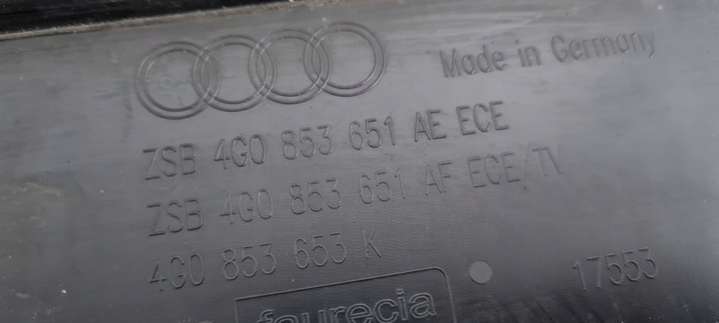 Made in Germany
ZSB 4G0 853 651 AE ECE
ZSB 4G0 853 651 AF ECE/TV
4G0 853 653 K
17553
faurecia